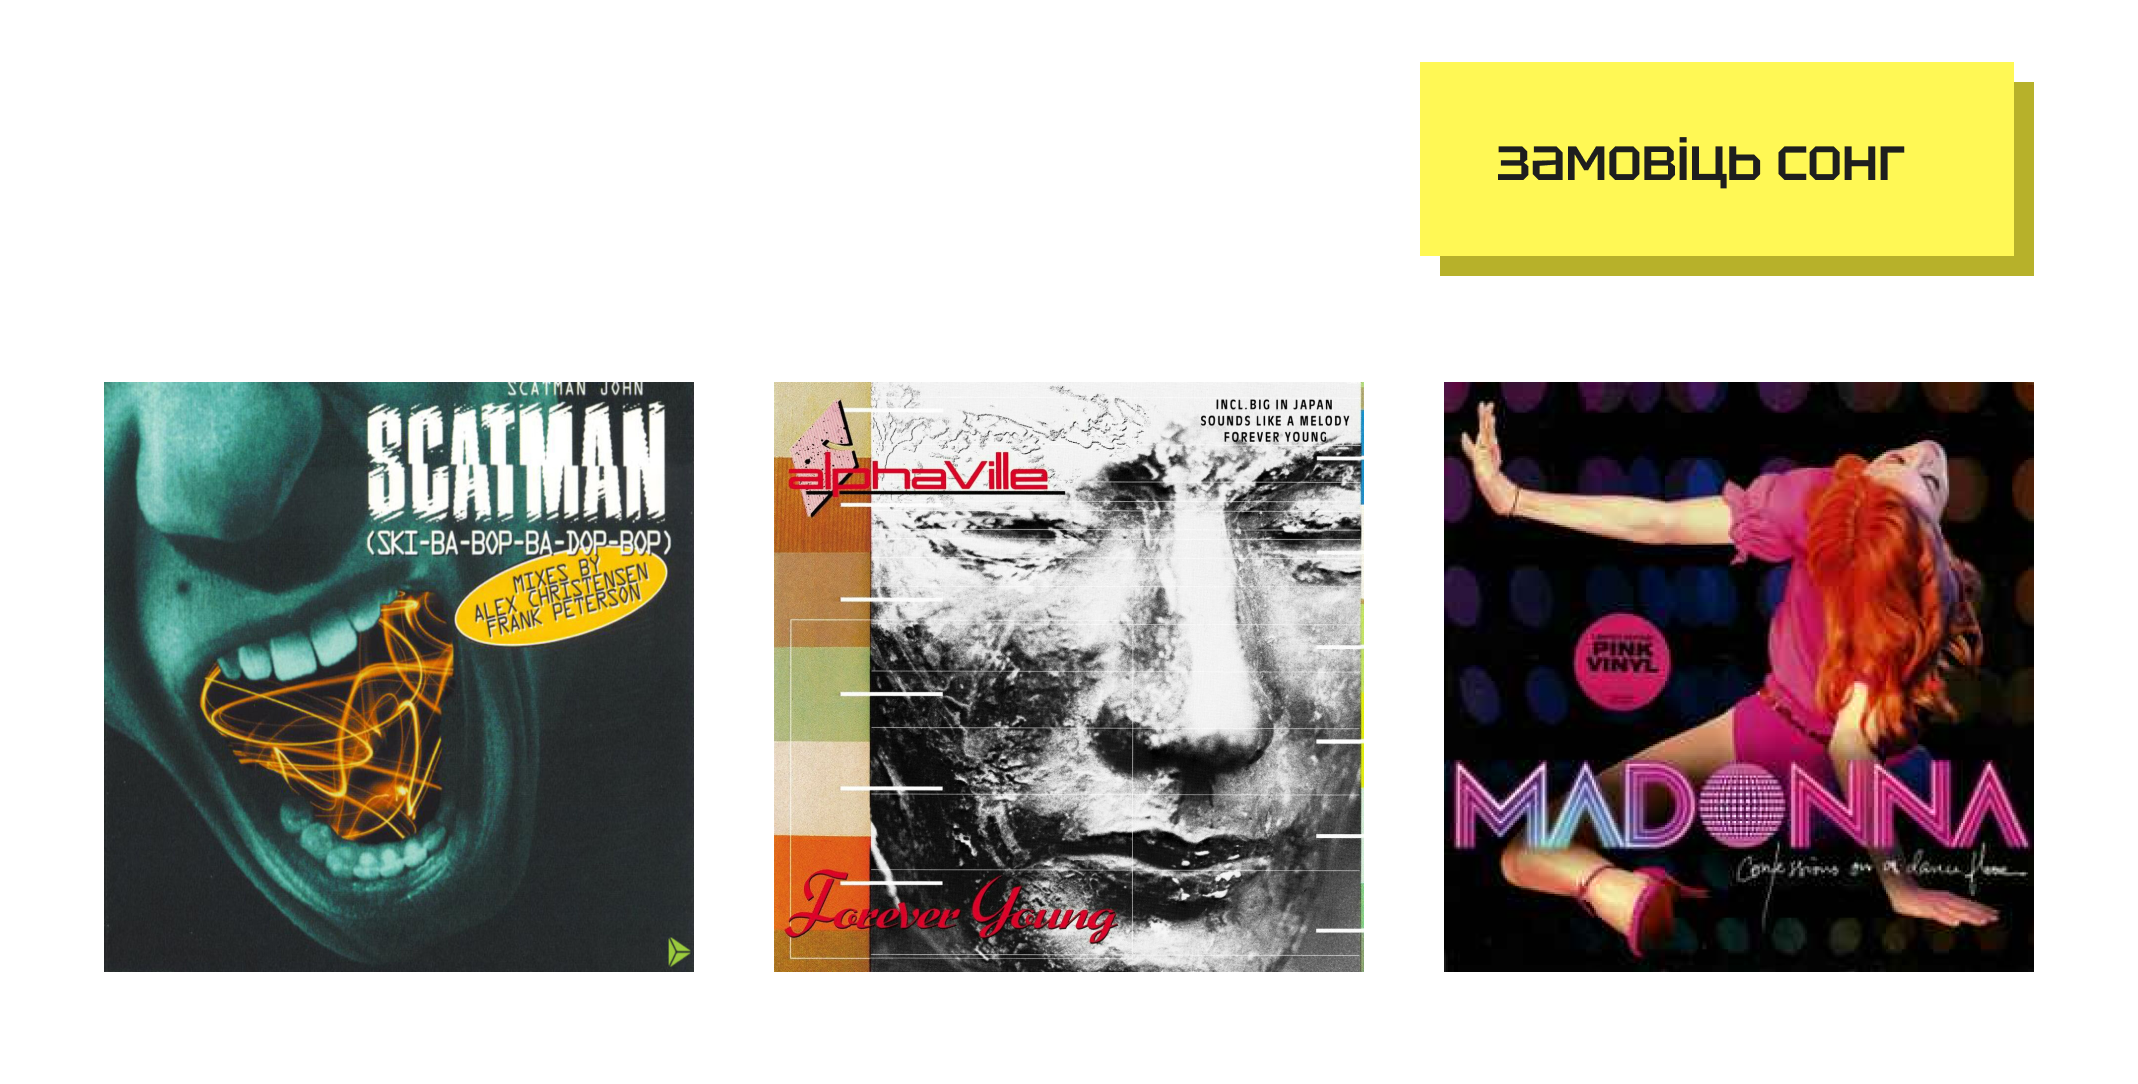 замовіць сонг
SCATMAN JOHN
SCATMAN
(SKI-BA-BOP-BA-DOP-BOP)
MIXES BY
ALEX CHRISTENSEN
FRANK PETERSON
INCL.BIG IN JAPAN
SOUNDS LIKE A MELODY
FOREVER YOUNG
alphaville
Forever Young
PINK
VINYL
MADONNA
Confessions on a dance floor